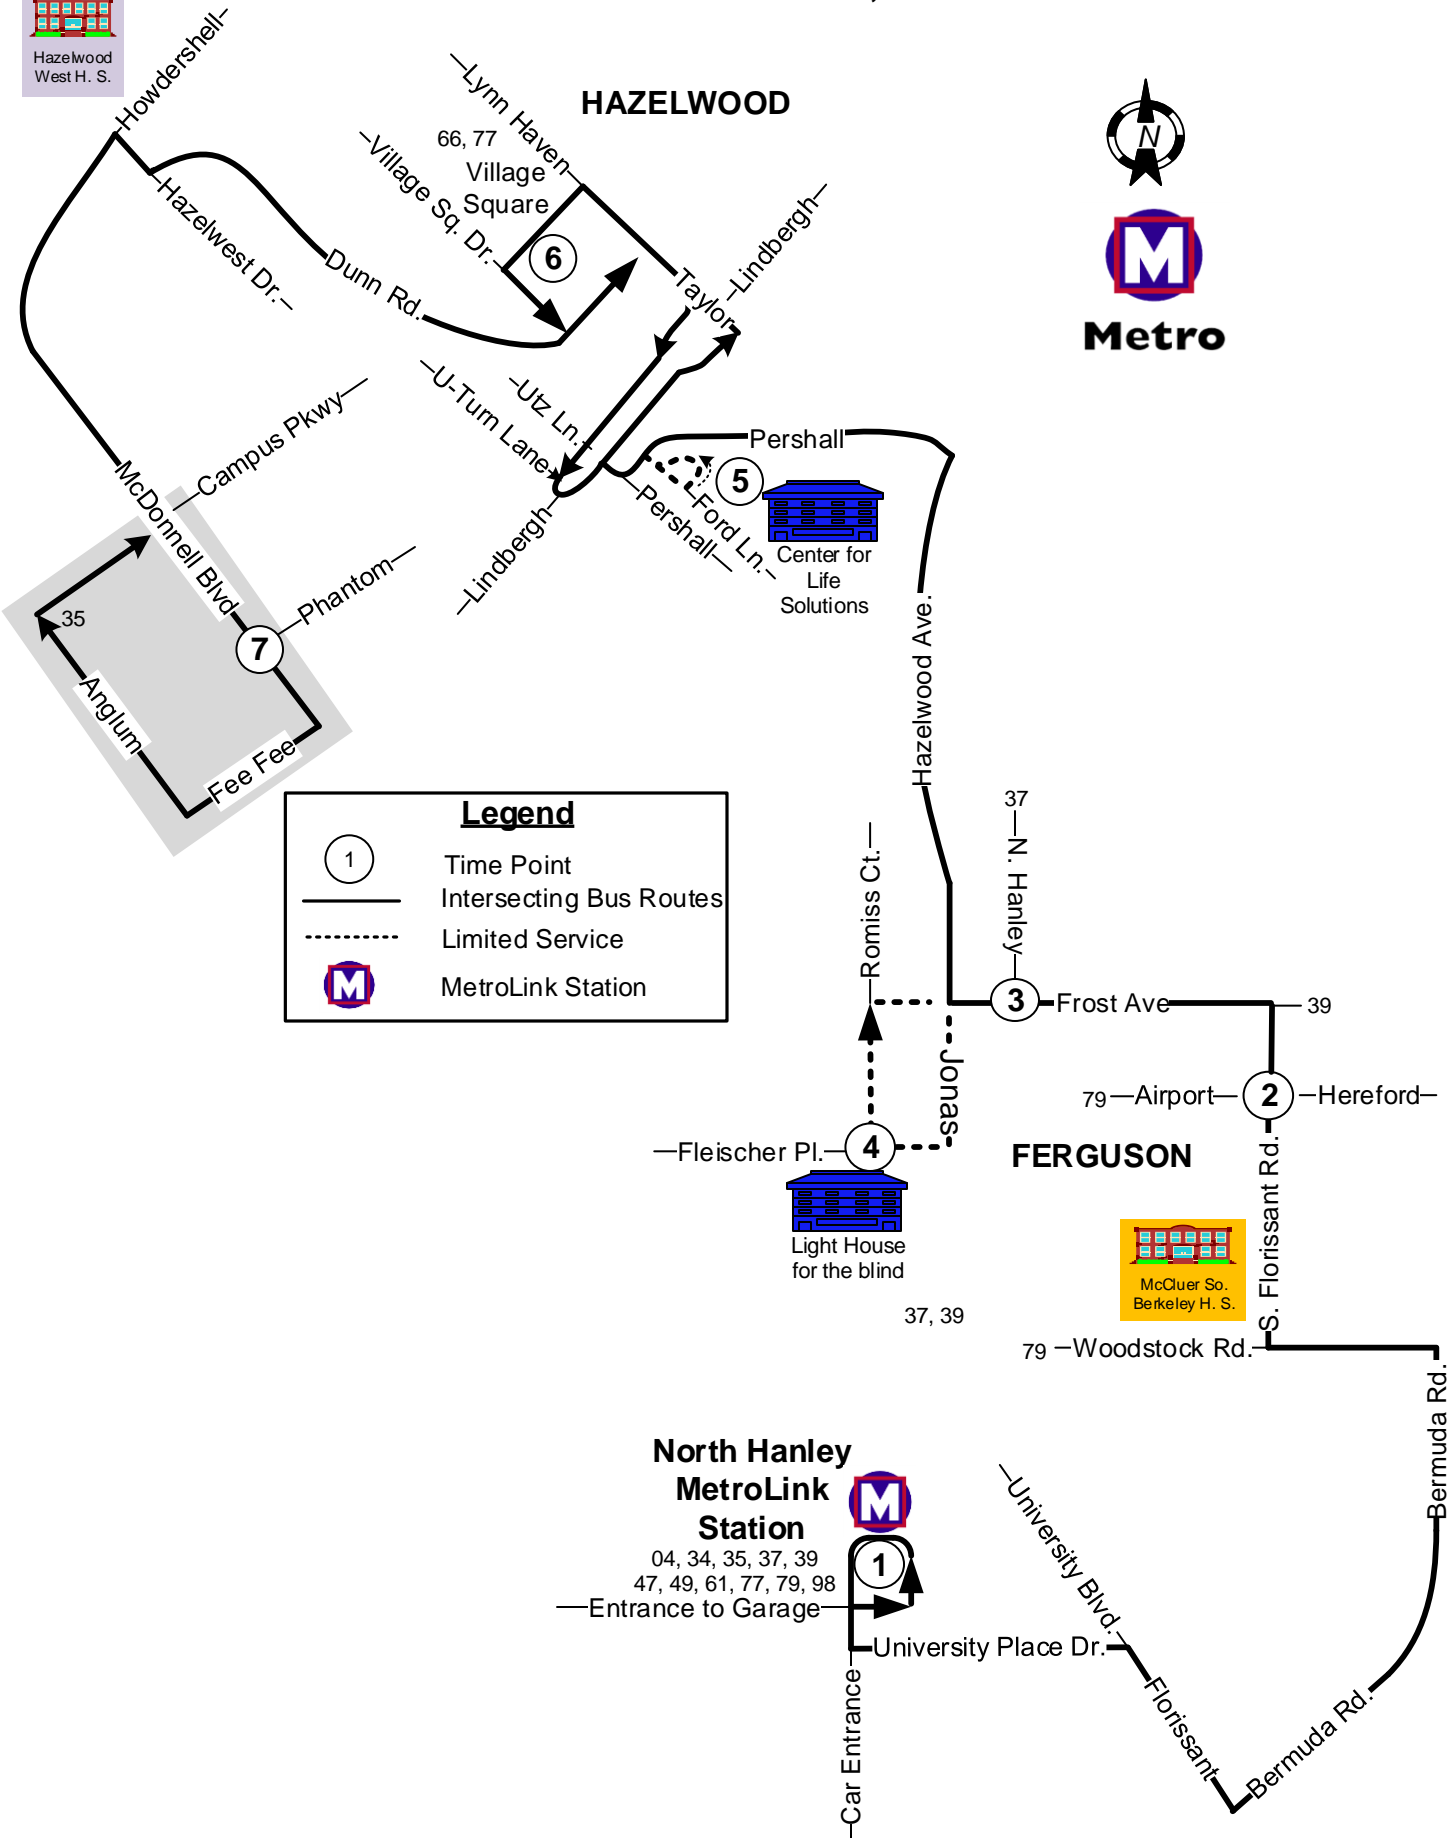 Hazelwood
West H. S.
Howdershell
Lynn Haven
HAZELWOOD
N
66, 77
Village
Square
Village Sq. Dr.
6
Hazelwest Dr.
Dunn Rd.
Taylor
Lindbergh
M
Metro
Campus Pkwy
U-Turn Lane
Utz Ln.
Pershall
5
Ford Ln.
Pershall
Lindbergh
Center for
Life
Solutions
McDonnell Blvd
Phantom
35
7
Anglum
Fee Fee
Hazelwood Ave.
Legend
1
Time Point
Intersecting Bus Routes
Limited Service
M
MetroLink Station
37
N. Hanley
Romiss Ct.
3
Frost Ave
39
Jonas
79
Airport
2
Hereford
Fleischer Pl.
4
FERGUSON
S. Florissant Rd.
Light House
for the blind
McCluer So.
Berkeley H. S.
37, 39
79
Woodstock Rd.
Bermuda Rd.
North Hanley
MetroLink
Station
M
04, 34, 35, 37, 39
47, 49, 61, 77, 79, 98
1
Entrance to Garage
University Blvd.
University Place Dr.
Car Entrance
Florissant
Bermuda Rd.